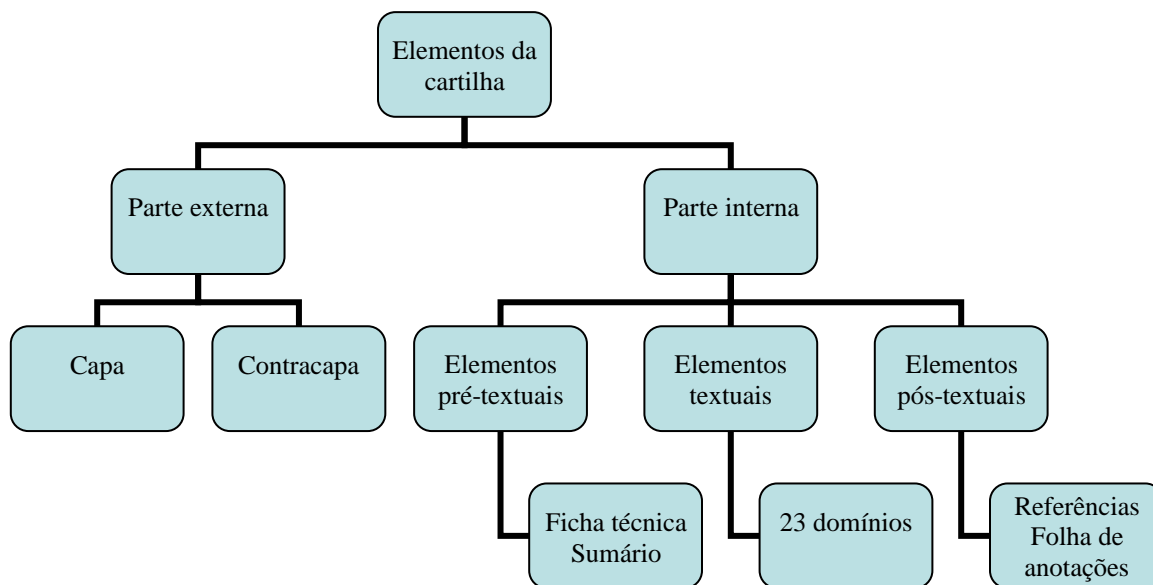 Elementos da
cartilha
Parte externa
Parte interna
Capa
Contracapa
Elementos
pré-textuais
Elementos
textuais
Elementos
pós-textuais
Ficha técnica
Sumário
23 domínios
Referências
Folha de
anotações